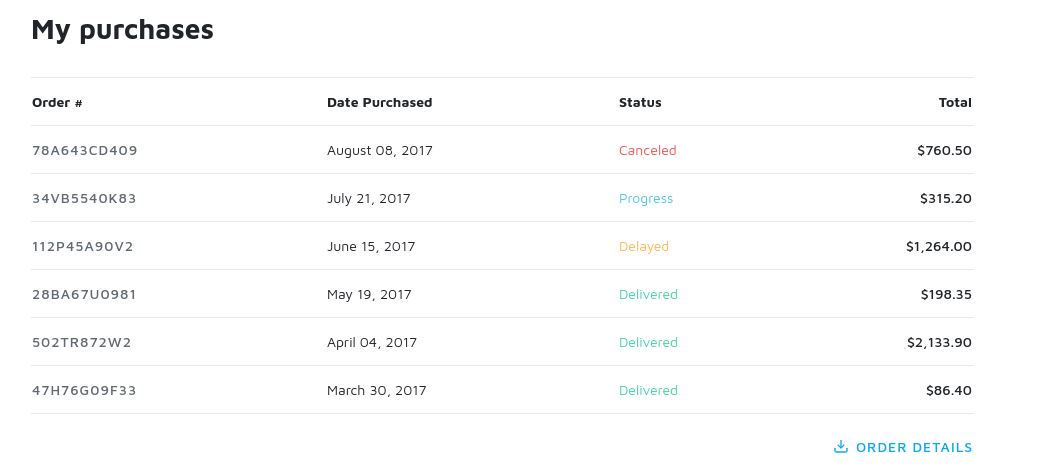 My purchases
Order # Date Purchased Status Total
78A643CD409 August 08, 2017 Canceled $760.50
34VB5540K83 July 21, 2017 Progress $315.20
112P45A90V2 June 15, 2017 Delayed $1,264.00
28BA67U0981 May 19, 2017 Delivered $198.35
502TR872W2 April 04, 2017 Delivered $2,133.90
47H76G09F33 March 30, 2017 Delivered $86.40
ORDER DETAILS